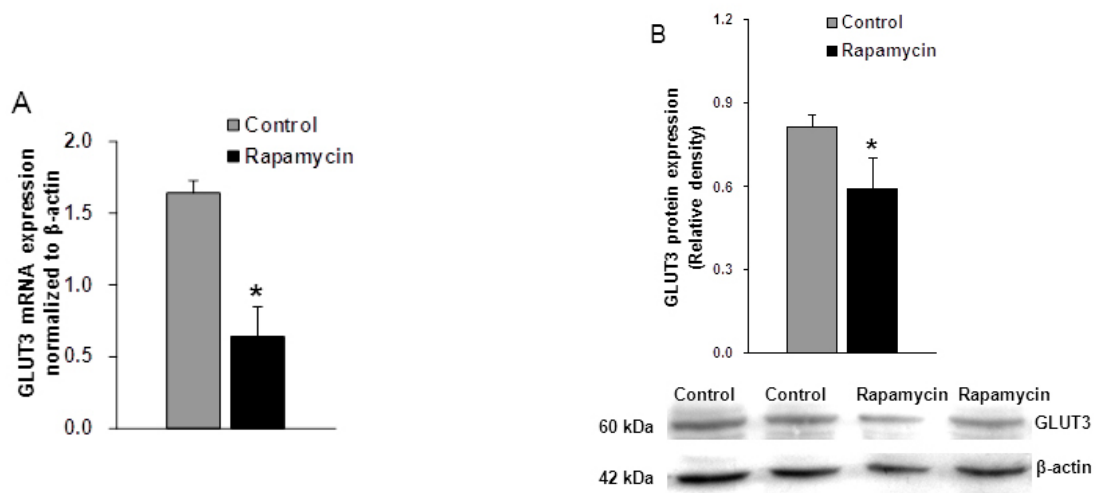 A
Control
Rapamycin
GLUT3 mRNA expression
normalized to β-actin
2.0
1.5
1.0
0.5
0.0
*
B
Control
Rapamycin
GLUT3 protein expression
(Relative density)
1.2
0.9
0.6
0.3
0.0
*
Control Control Rapamycin Rapamycin
60 kDa GLUT3
42 kDa β-actin